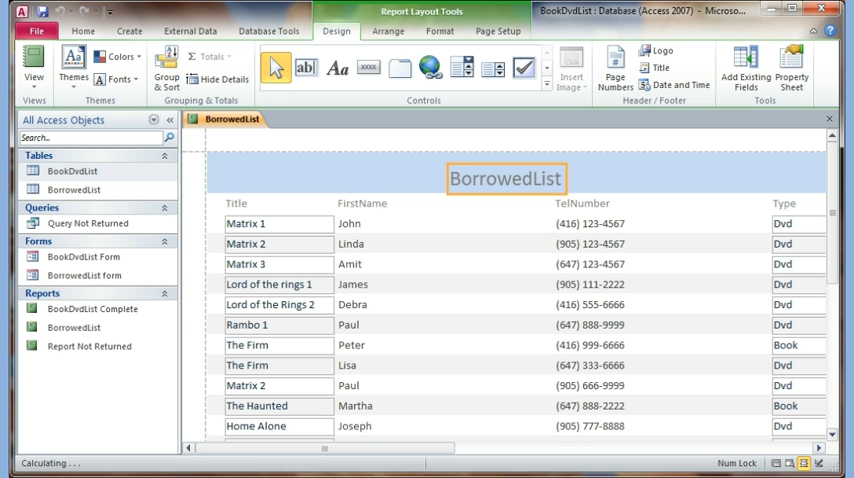 Report Layout Tools
BookDvdList : Database (Access 2007) - Microso...
File Home Create External Data Database Tools Design Arrange Format Page Setup
View
Themes
Colors
Fonts
Group & Sort
Totals
Hide Details
Aa
ab|
Aa
xxxx
Insert Image
Page Numbers
Logo
Title
Date and Time
Add Existing Fields
Property Sheet
Views Themes Grouping & Totals Controls Header / Footer Tools
All Access Objects
Search...
Tables
BookDvdList
BorrowedList
Queries
Query Not Returned
Forms
BookDvdList Form
BorrowedList form
Reports
BookDvdList Complete
BorrowedList
Report Not Returned
BorrowedList
BorrowedList
Title FirstName TelNumber Type
Matrix 1 John (416) 123-4567 Dvd
Matrix 2 Linda (905) 123-4567 Dvd
Matrix 3 Amit (647) 123-4567 Dvd
Lord of the rings 1 James (905) 111-2222 Dvd
Lord of the Rings 2 Debra (416) 555-6666 Dvd
Rambo 1 Paul (647) 888-9999 Dvd
The Firm Peter (416) 999-6666 Book
The Firm Lisa (647) 333-6666 Dvd
Matrix 2 Paul (905) 666-9999 Dvd
The Haunted Martha (647) 888-2222 Book
Home Alone Joseph (905) 777-8888 Dvd
Calculating . . . Num Lock